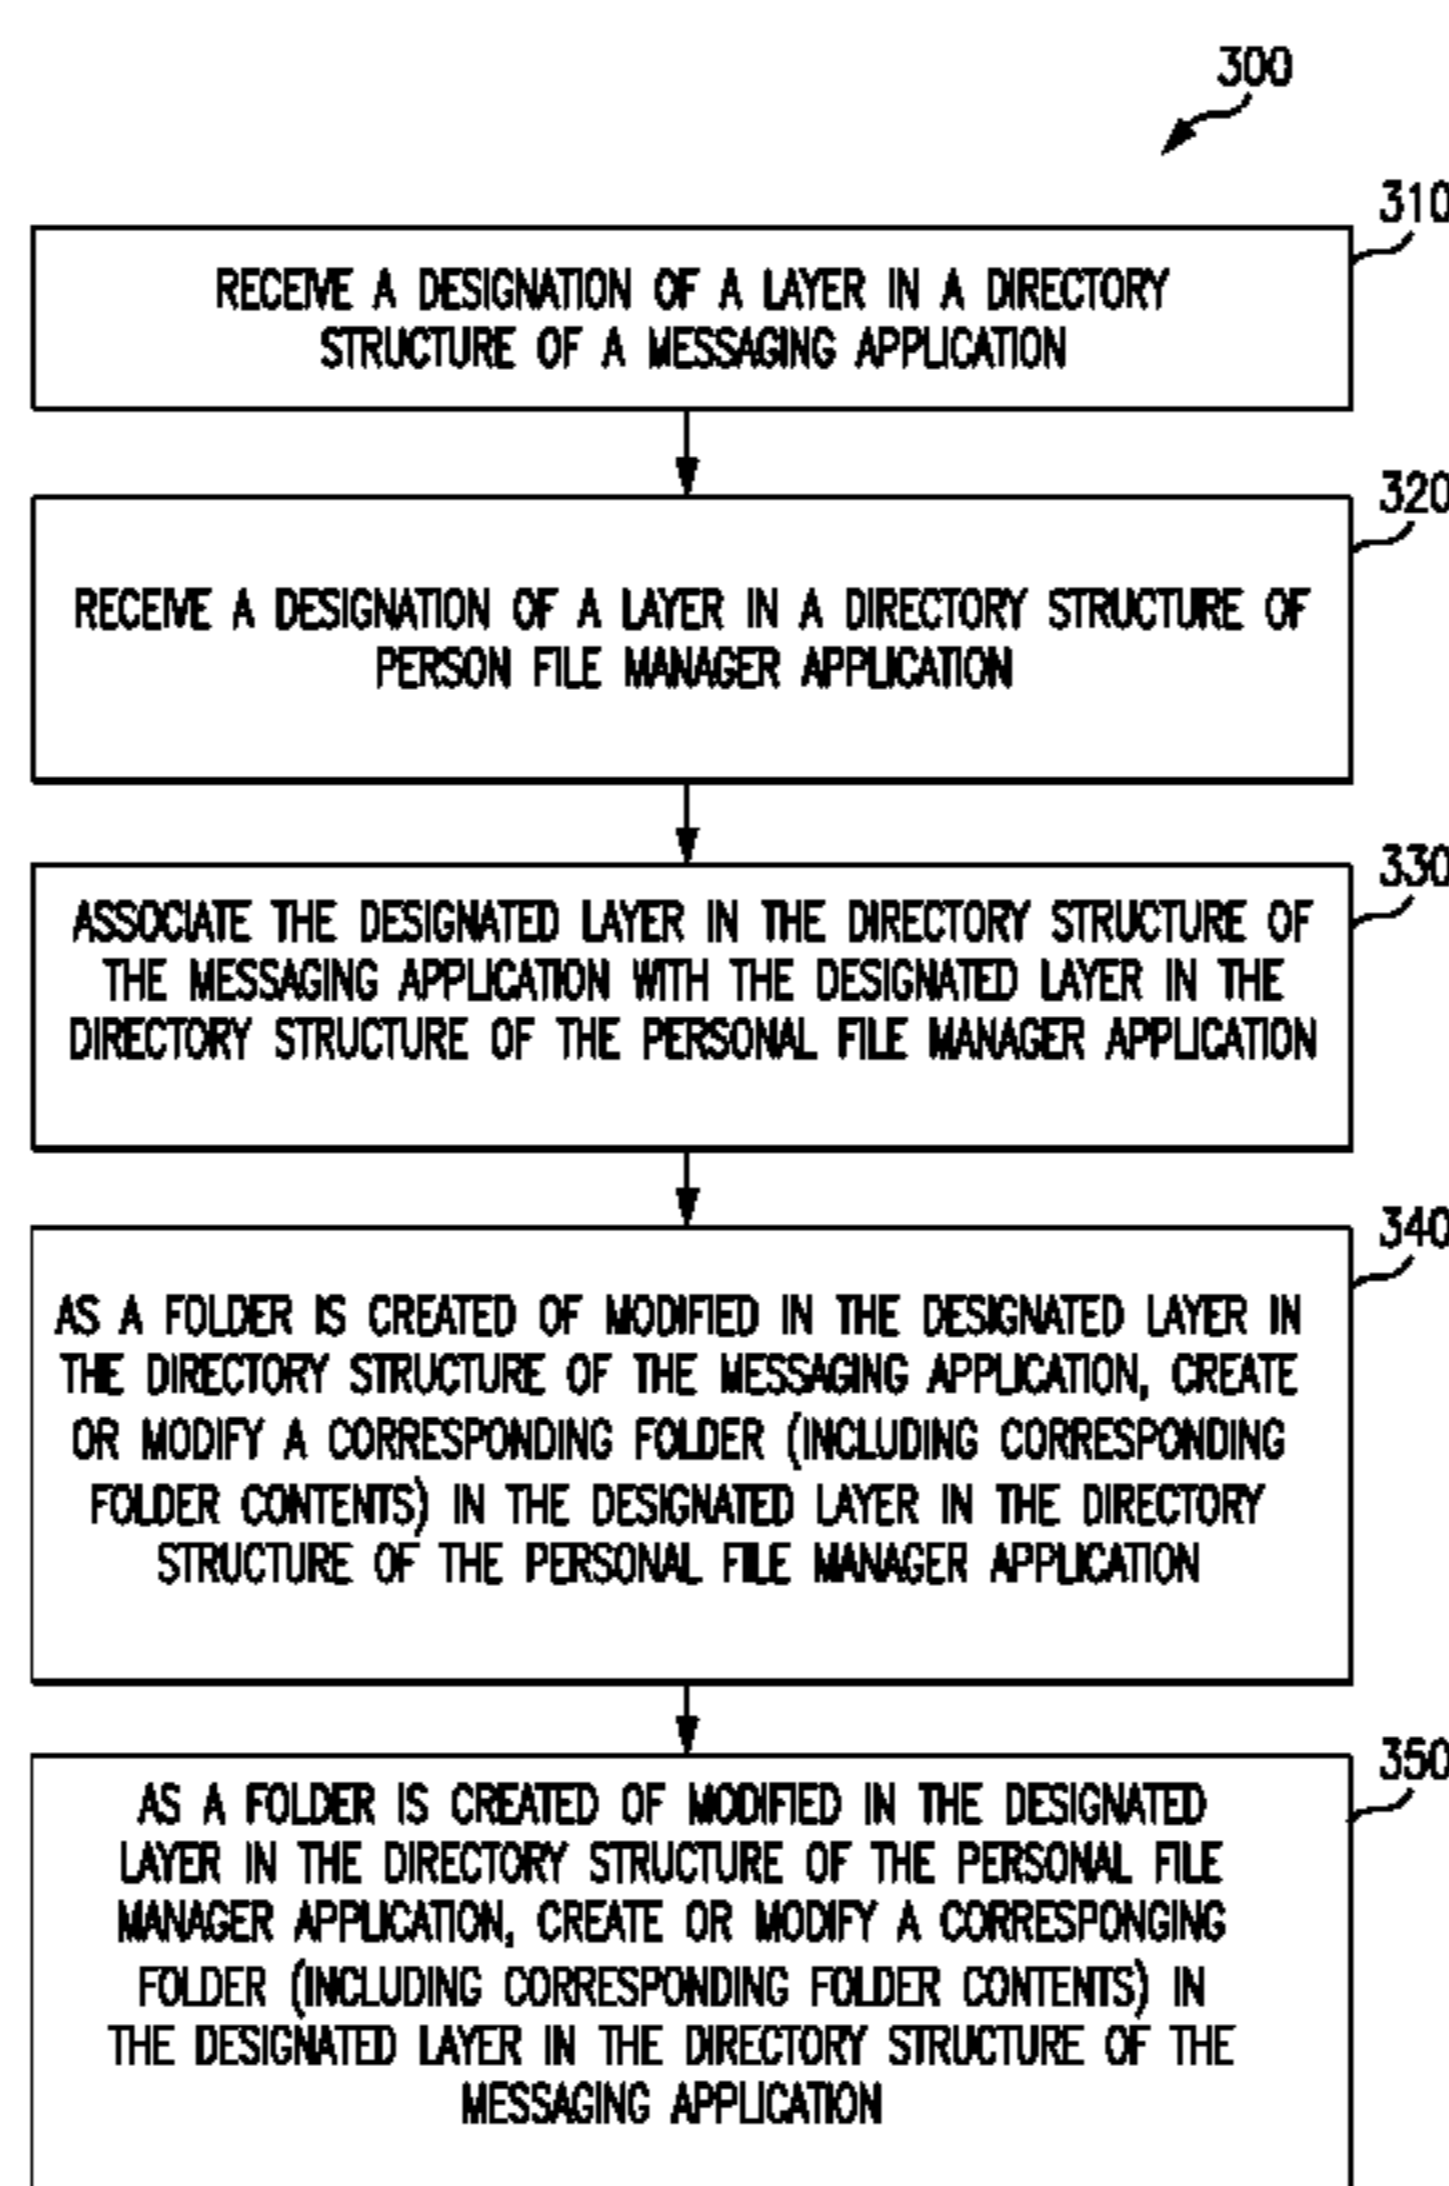 300
310
RECEIVE A DESIGNATION OF A LAYER IN A DIRECTORY
STRUCTURE OF A MESSAGING APPLICATION
320
RECEIVE A DESIGNATION OF A LAYER IN A DIRECTORY STRUCTURE OF
PERSON FILE MANAGER APPLICATION
330
ASSOCIATE THE DESIGNATED LAYER IN THE DIRECTORY STRUCTURE OF
THE MESSAGING APPLICATION WITH THE DESIGNATED LAYER IN THE
DIRECTORY STRUCTURE OF THE PERSONAL FILE MANAGER APPLICATION
340
AS A FOLDER IS CREATED OF MODIFIED IN THE DESIGNATED LAYER IN
THE DIRECTORY STRUCTURE OF THE MESSAGING APPLICATION, CREATE
OR MODIFY A CORRESPONDING FOLDER (INCLUDING CORRESPONDING
FOLDER CONTENTS) IN THE DESIGNATED LAYER IN THE DIRECTORY
STRUCTURE OF THE PERSONAL FILE MANAGER APPLICATION
350
AS A FOLDER IS CREATED OF MODIFIED IN THE DESIGNATED
LAYER IN THE DIRECTORY STRUCTURE OF THE PERSONAL FILE
MANAGER APPLICATION, CREATE OR MODIFY A CORRESPONGING
FOLDER (INCLUDING CORRESPONDING FOLDER CONTENTS) IN
THE DESIGNATED LAYER IN THE DIRECTORY STRUCTURE OF THE
MESSAGING APPLICATION